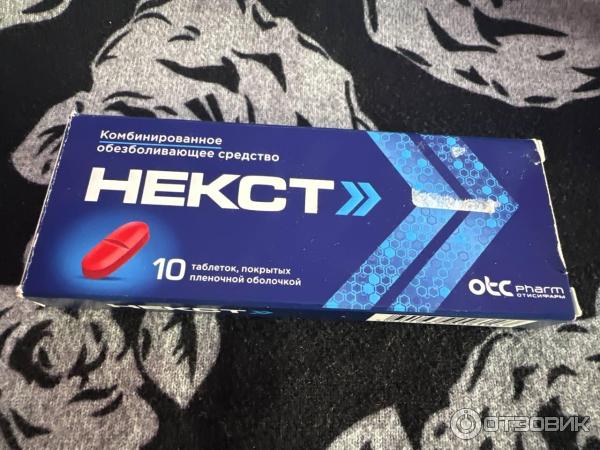 Комбинированное
обезболивающее средство
НЕКСТ
10 таблеток, покрытых
пленочной оболочкой
otc pharm
ОТИСИФАРМ
ОТЗОВИК